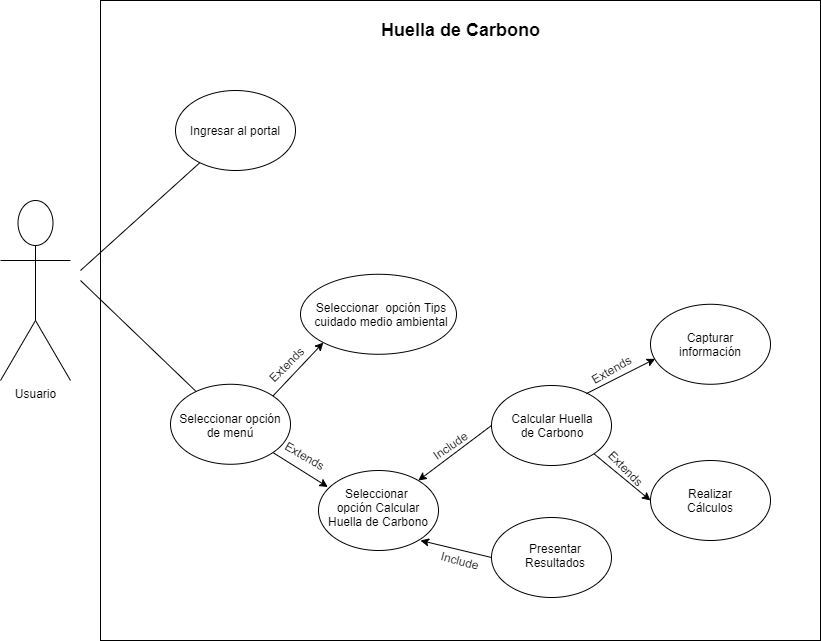 Huella de Carbono
Ingresar al portal
Usuario
Seleccionar opción Tips
cuidado medio ambiental
Extends
Seleccionar opción
de menú
Extends
Seleccionar
opción Calcular
Huella de Carbono
Include
Calcular Huella
de Carbono
Extends
Capturar
información
Extends
Realizar
Cálculos
Include
Presentar
Resultados